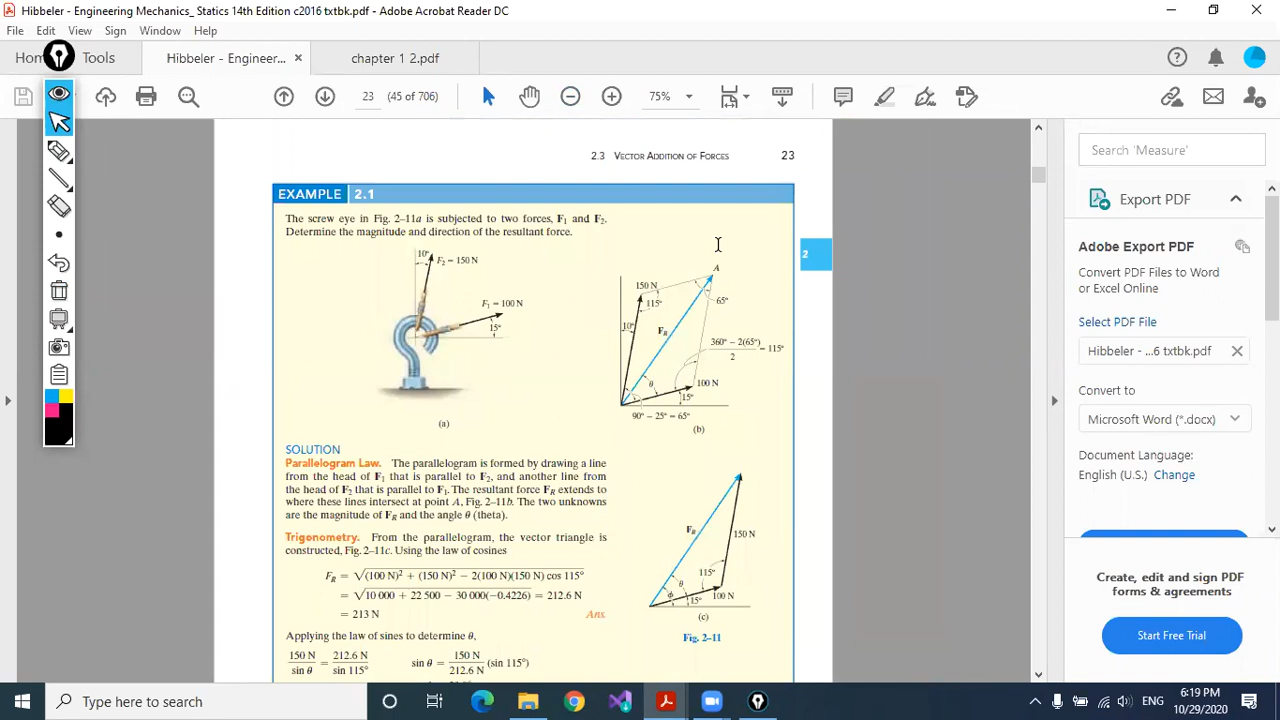 Hibbeler - Engineering Mechanics_ Statics 14th Edition c2016 txtbk.pdf - Adobe Acrobat Reader DC
File Edit View Sign Window Help
Hom Tools Hibbeler - Engineer... × chapter 1 2.pdf
23 (45 of 706) 75%
2.3 VECTOR ADDITION OF FORCES 23
EXAMPLE 2.1
The screw eye in Fig. 2–11a is subjected to two forces, F₁ and F₂.
Determine the magnitude and direction of the resultant force.
10°
F₂ = 150 N
F₁ = 100 N
15°
(a)
A
150 N
115°
65°
10°
F_R
360° − 2(65°)
2
= 115°
θ
100 N
15°
90° − 25° = 65°
(b)
2
SOLUTION
Parallelogram Law. The parallelogram is formed by drawing a line
from the head of F₁ that is parallel to F₂, and another line from
the head of F₂ that is parallel to F₁. The resultant force F_R extends to
where these lines intersect at point A, Fig. 2–11b. The two unknowns
are the magnitude of F_R and the angle θ (theta).
Trigonometry. From the parallelogram, the vector triangle is
constructed, Fig. 2–11c. Using the law of cosines
F_R = √(100 N)² + (150 N)² − 2(100 N)(150 N) cos 115°
= √10 000 + 22 500 − 30 000(−0.4226) = 212.6 N
= 213 N Ans.
Applying the law of sines to determine θ,
150 N / sin θ = 212.6 N / sin 115° sin θ = 150 N / 212.6 N (sin 115°)
F_R
150 N
115°
θ
φ
15°
100 N
(c)
Fig. 2–11
Search 'Measure'
Export PDF
Adobe Export PDF
Convert PDF Files to Word
or Excel Online
Select PDF File
Hibbeler - ...6 txtbk.pdf ×
Convert to
Microsoft Word (*.docx)
Document Language:
English (U.S.) Change
Create, edit and sign PDF
forms & agreements
Start Free Trial
Type here to search
ENG
6:19 PM
10/29/2020